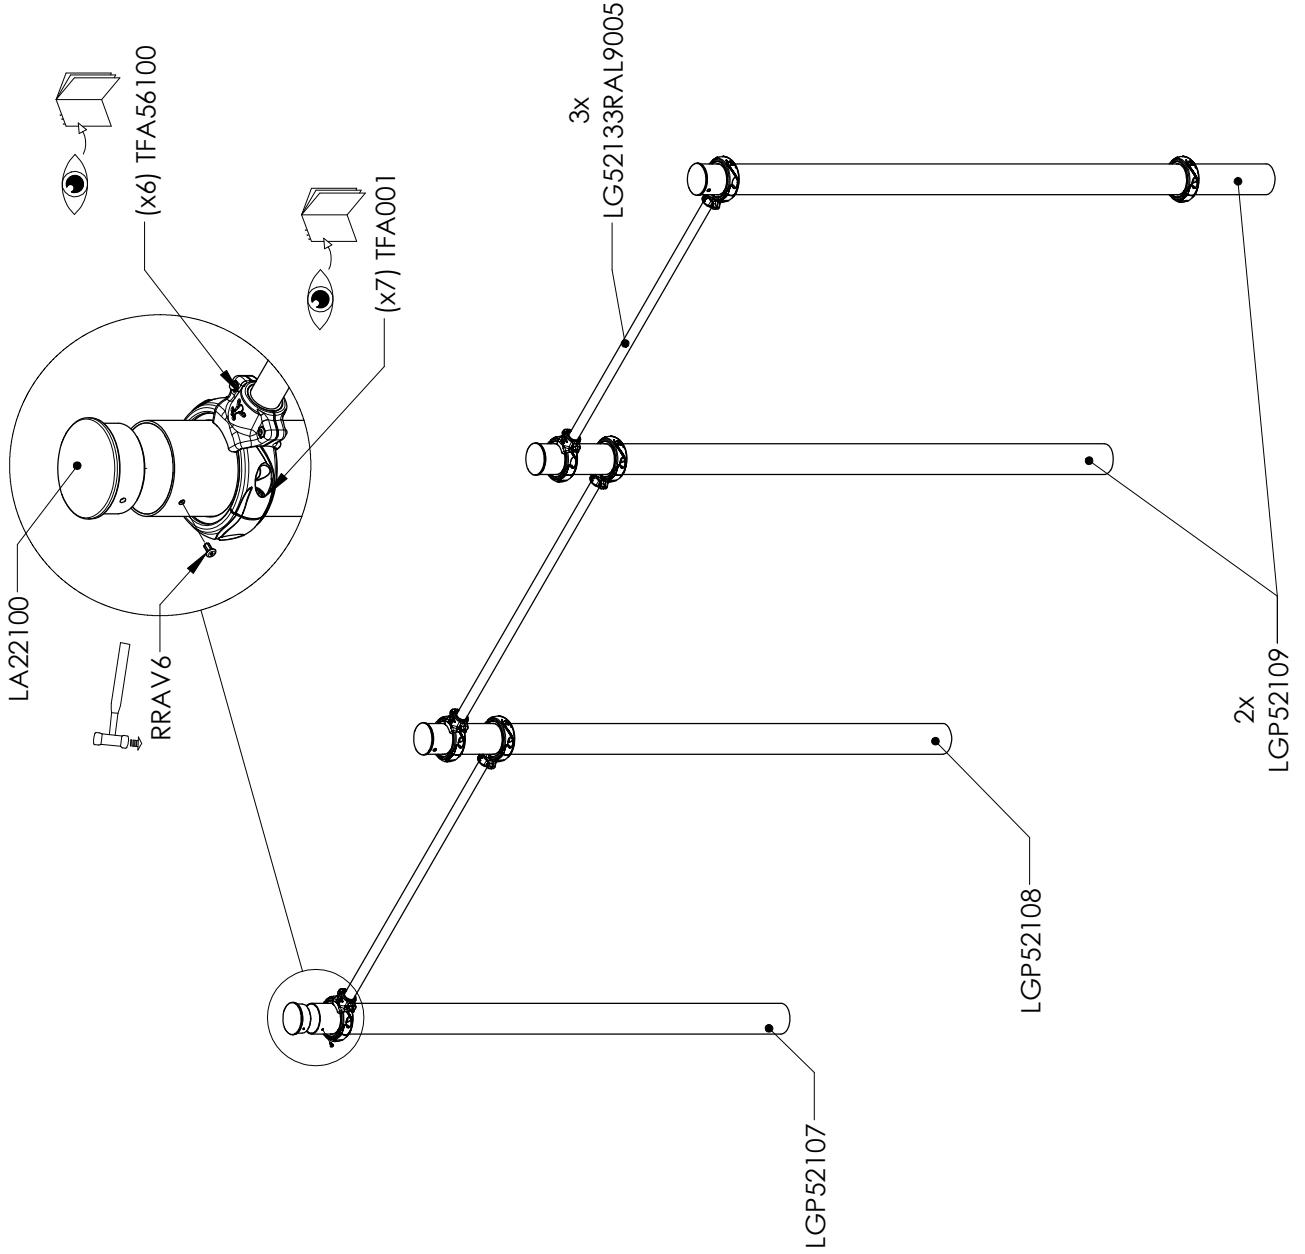 (x6) TFA56100
(x7) TFA001
LA22100
RRAV6
3x
LG52133RAL9005
2x
LGP52109
LGP52108
LGP52107